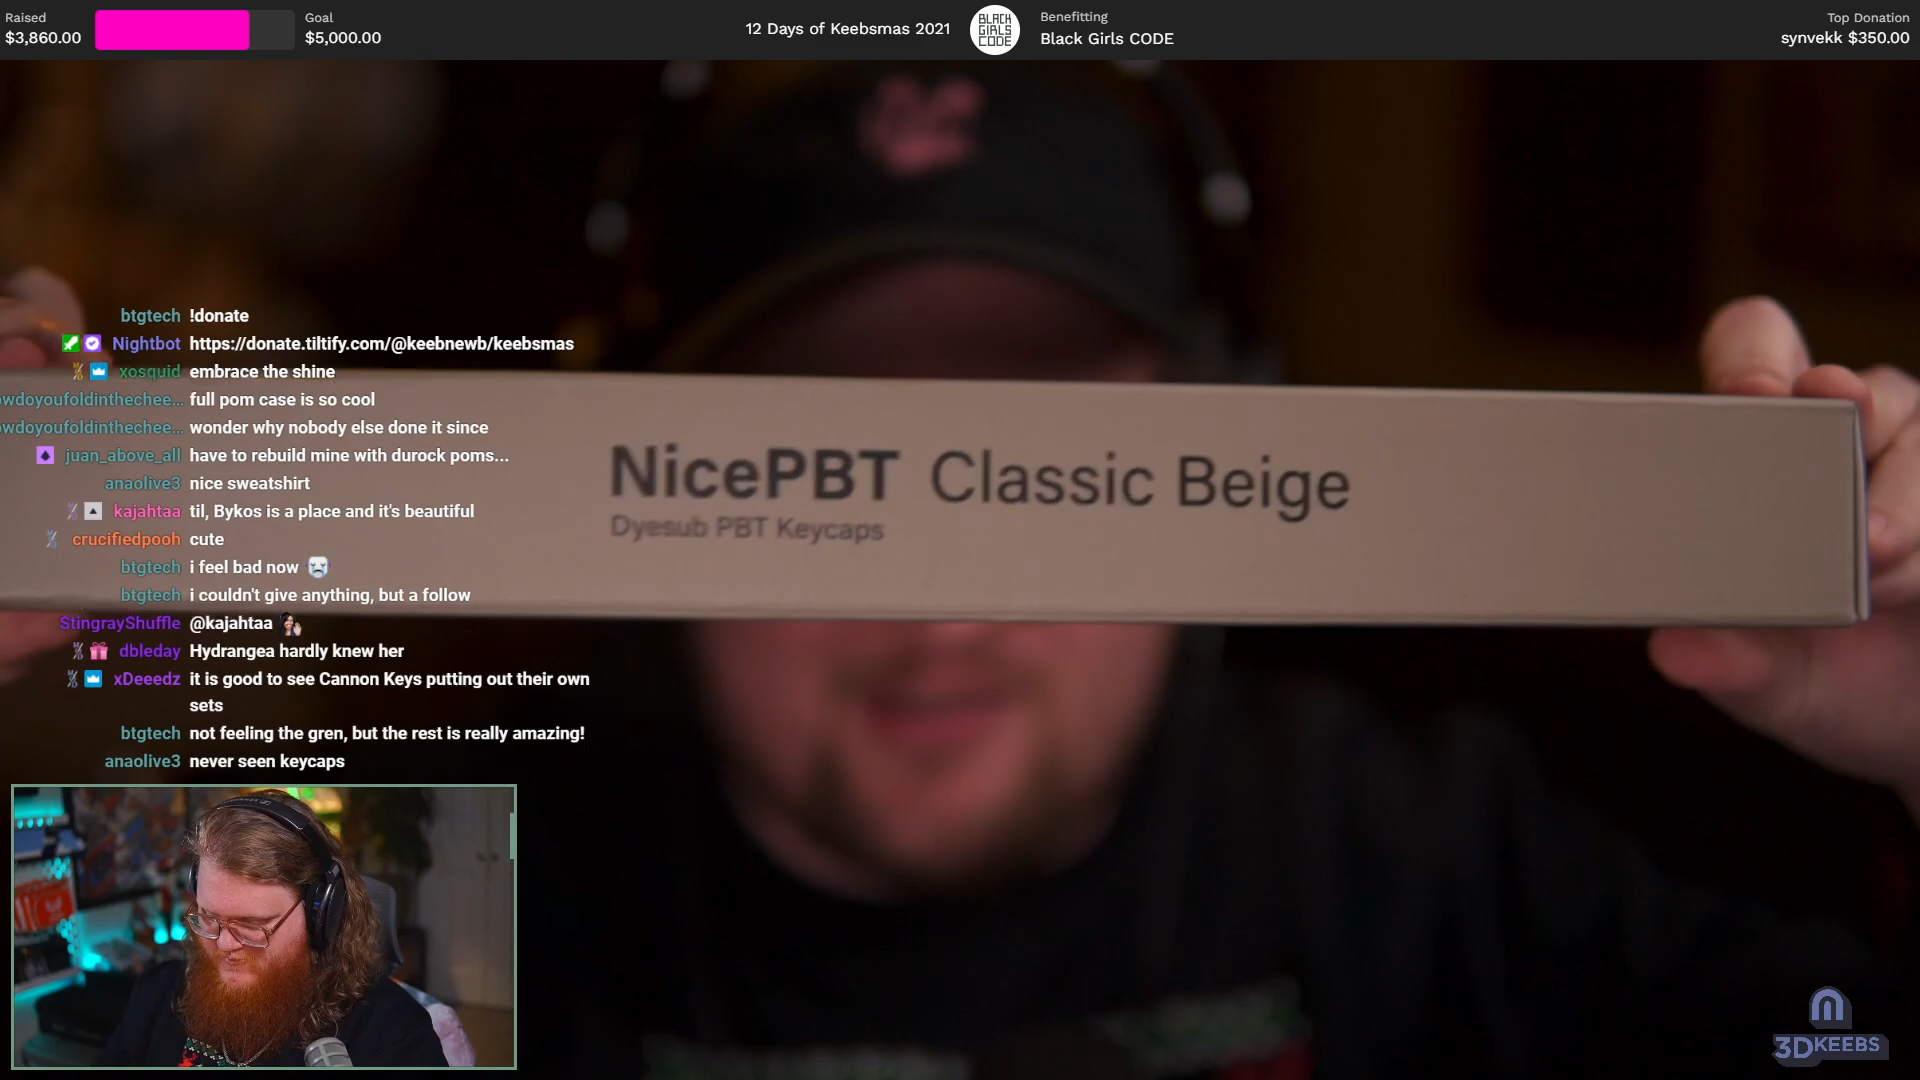 Raised
$3,860.00
Goal
$5,000.00
12 Days of Keebsmas 2021
BLACK
GIRLS
CODE
Benefitting
Black Girls CODE
Top Donation
synvekk $350.00
btgtech !donate
Nightbot https://donate.tiltify.com/@keebnewb/keebsmas
xosquid embrace the shine
owdoyoufoldinthechee... full pom case is so cool
owdoyoufoldinthechee... wonder why nobody else done it since
juan_above_all have to rebuild mine with durock poms...
anaolive3 nice sweatshirt
kajahtaa til, Bykos is a place and it's beautiful
crucifiedpooh cute
btgtech i feel bad now
btgtech i couldn't give anything, but a follow
StingrayShuffle @kajahtaa
dbleday Hydrangea hardly knew her
xDeeedz it is good to see Cannon Keys putting out their own
sets
btgtech not feeling the gren, but the rest is really amazing!
anaolive3 never seen keycaps
NicePBT Classic Beige
Dyesub PBT Keycaps
3DKEEBS